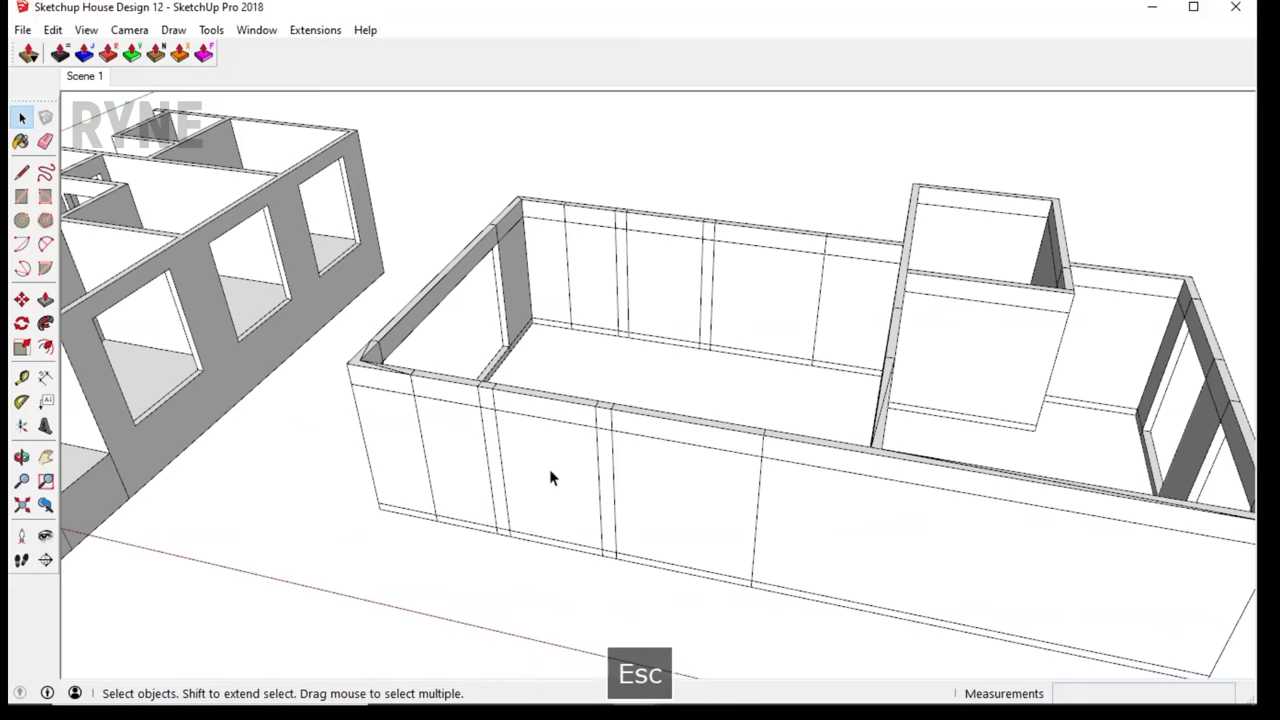 Sketchup House Design 12 - SketchUp Pro 2018
File Edit View Camera Draw Tools Window Extensions Help
Scene 1
RYNE
Esc
Select objects. Shift to extend select. Drag mouse to select multiple. Measurements